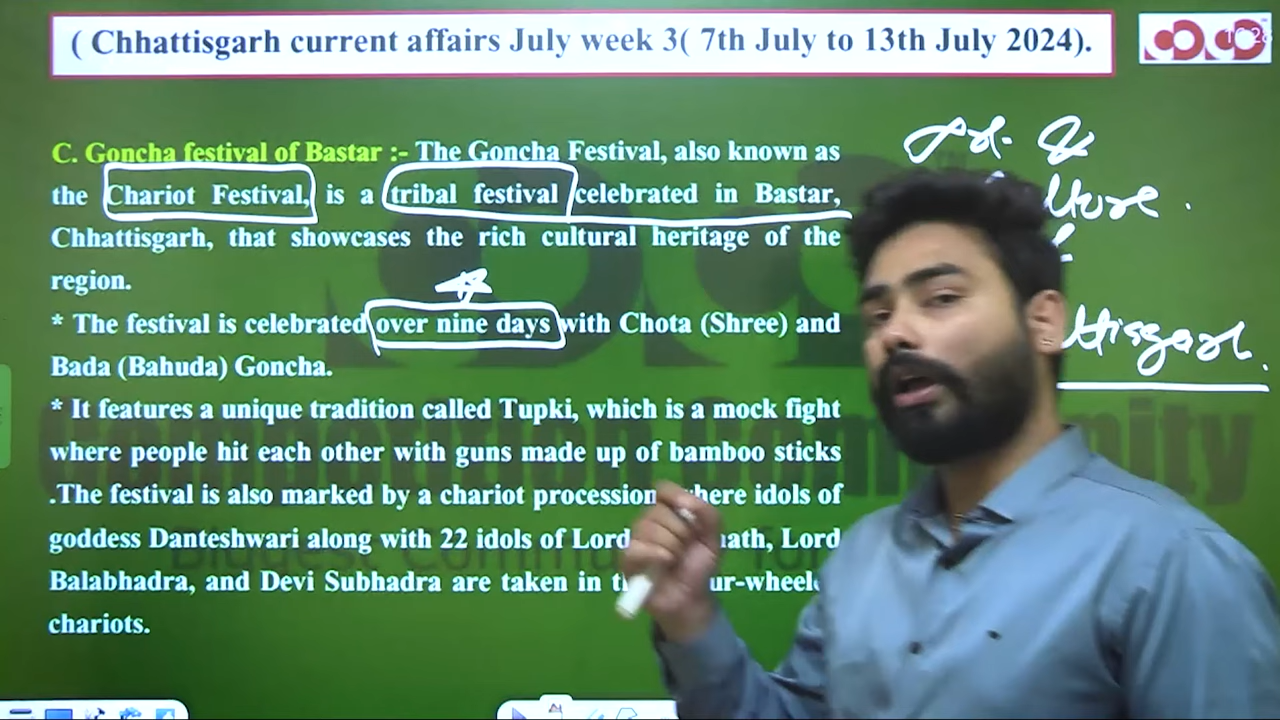 ( Chhattisgarh current affairs July week 3( 7th July to 13th July 2024).
C. Goncha festival of Bastar :- The Goncha Festival, also known as
the Chariot Festival, is a tribal festival celebrated in Bastar,
Chhattisgarh, that showcases the rich cultural heritage of the
region.
* The festival is celebrated over nine days with Chota (Shree) and
Bada (Bahuda) Goncha.
* It features a unique tradition called Tupki, which is a mock fight
where people hit each other with guns made up of bamboo sticks
.The festival is also marked by a chariot procession where idols of
goddess Danteshwari along with 22 idols of Lord
Lord
Balabhadra, and Devi Subhadra are taken in
chariots.